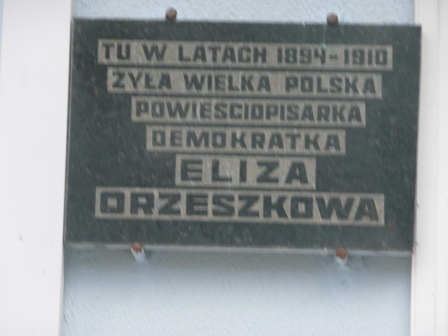 TU W LATACH 1894-1910
ŻYŁA WIELKA POLSKA
POWIEŚCIOPISARKA
DEMOKRATKA
ELIZA
ORZESZKOWA